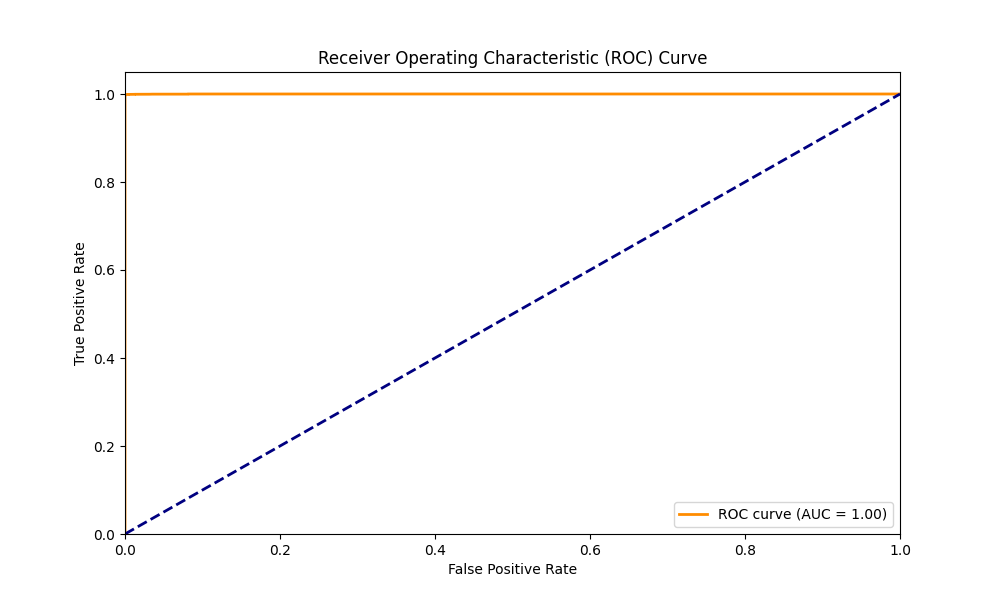 Receiver Operating Characteristic (ROC) Curve
1.0
0.8
0.6
0.4
0.2
0.0
True Positive Rate
ROC curve (AUC = 1.00)
0.0 0.2 0.4 0.6 0.8 1.0
False Positive Rate